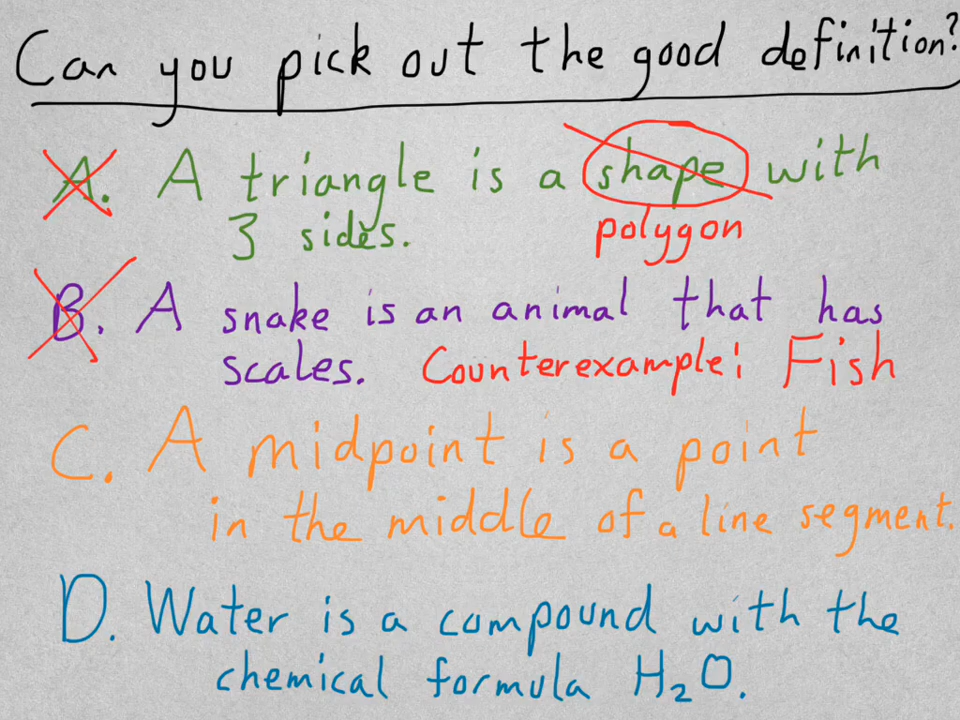 Can you pick out the good definition?
A. A triangle is a shape with
3 sides. polygon
B. A snake is an animal that has
scales. Counterexample: Fish
C. A midpoint is a point
in the middle of a line segment.
D. Water is a compound with the
chemical formula H₂O.